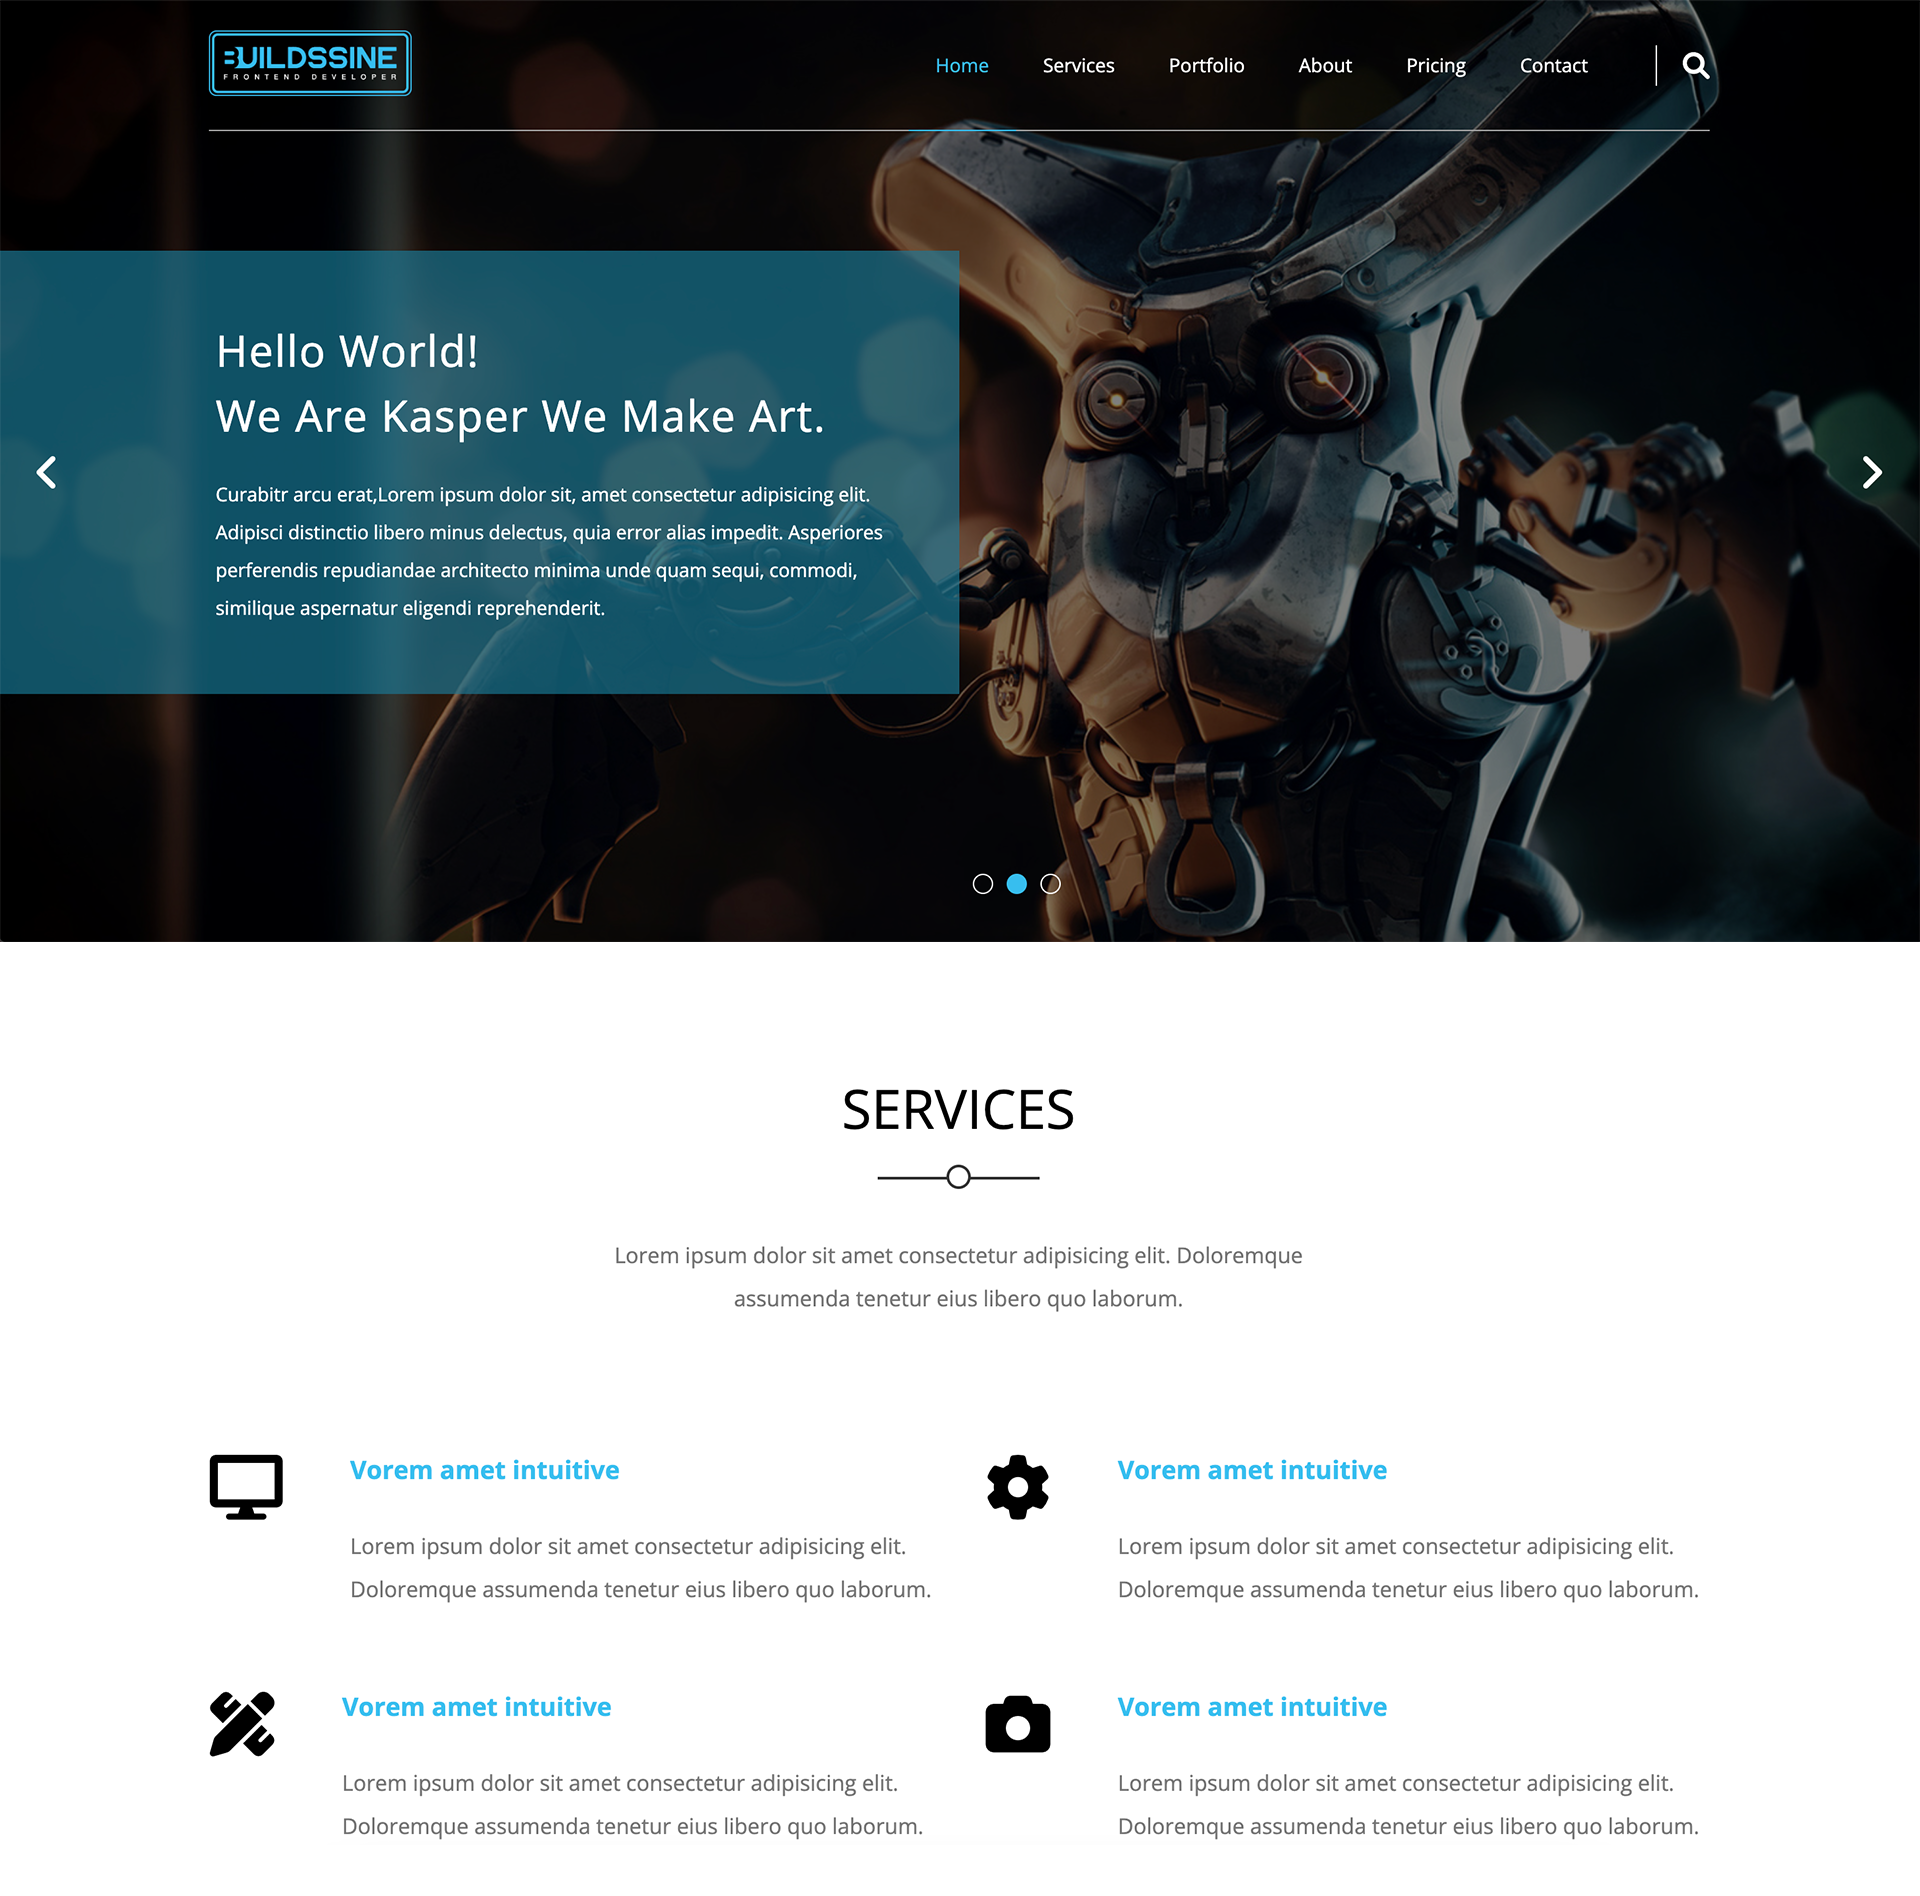 BUILDSSINE
FRONTEND DEVELOPER
Home Services Portfolio About Pricing Contact
Hello World!
We Are Kasper We Make Art.
Curabitr arcu erat,Lorem ipsum dolor sit, amet consectetur adipisicing elit.
Adipisci distinctio libero minus delectus, quia error alias impedit. Asperiores
perferendis repudiandae architecto minima unde quam sequi, commodi,
similique aspernatur eligendi reprehenderit.
SERVICES
Lorem ipsum dolor sit amet consectetur adipisicing elit. Doloremque
assumenda tenetur eius libero quo laborum.
Vorem amet intuitive
Lorem ipsum dolor sit amet consectetur adipisicing elit.
Doloremque assumenda tenetur eius libero quo laborum.
Vorem amet intuitive
Lorem ipsum dolor sit amet consectetur adipisicing elit.
Doloremque assumenda tenetur eius libero quo laborum.
Vorem amet intuitive
Lorem ipsum dolor sit amet consectetur adipisicing elit.
Doloremque assumenda tenetur eius libero quo laborum.
Vorem amet intuitive
Lorem ipsum dolor sit amet consectetur adipisicing elit.
Doloremque assumenda tenetur eius libero quo laborum.